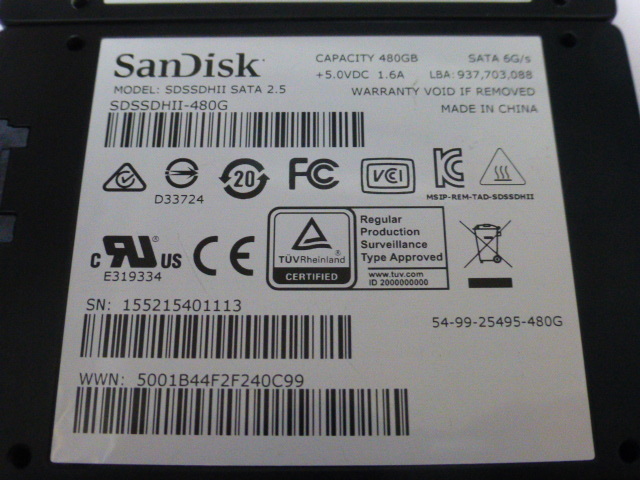 SanDisk
CAPACITY 480GB SATA 6G/s
+5.0VDC 1.6A LBA: 937,703,088
MODEL: SDSSDHII SATA 2.5 WARRANTY VOID IF REMOVED
SDSSDHII-480G MADE IN CHINA
D33724
20
FC
VCI
MSIP-REM-TAD-SDSSDHII
c RU US
E319334
CE
TÜVRheinland
CERTIFIED
Regular
Production
Surveillance
Type Approved
www.tuv.com
ID 2000000000
SN: 155215401113
54-99-25495-480G
WWN: 5001B44F2F240C99